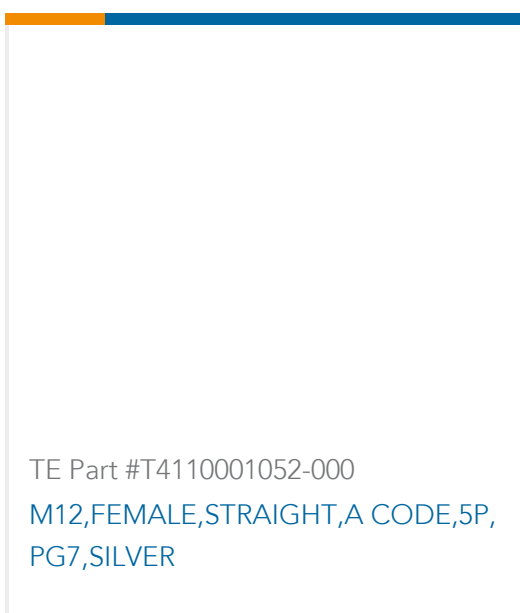 TE Part #T4110001052-000
M12,FEMALE,STRAIGHT,A CODE,5P,
PG7,SILVER